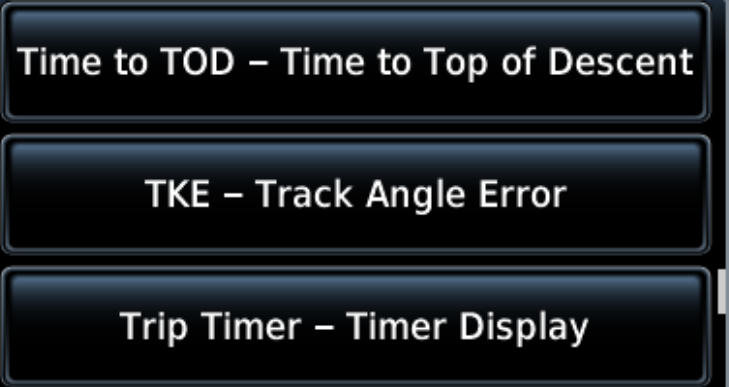 Time to TOD – Time to Top of Descent
TKE – Track Angle Error
Trip Timer – Timer Display